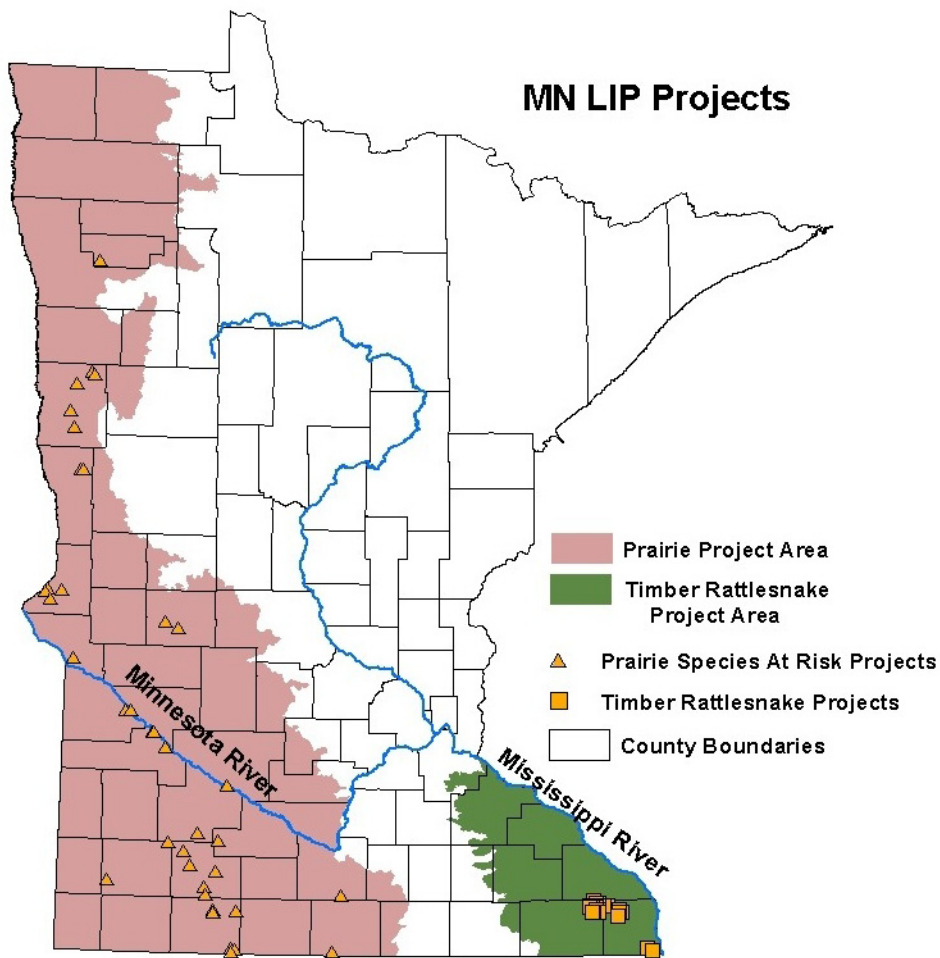 MN LIP Projects
Prairie Project Area
Timber Rattlesnake
Project Area
Prairie Species At Risk Projects
Timber Rattlesnake Projects
County Boundaries
Minnesota River
Mississippi River